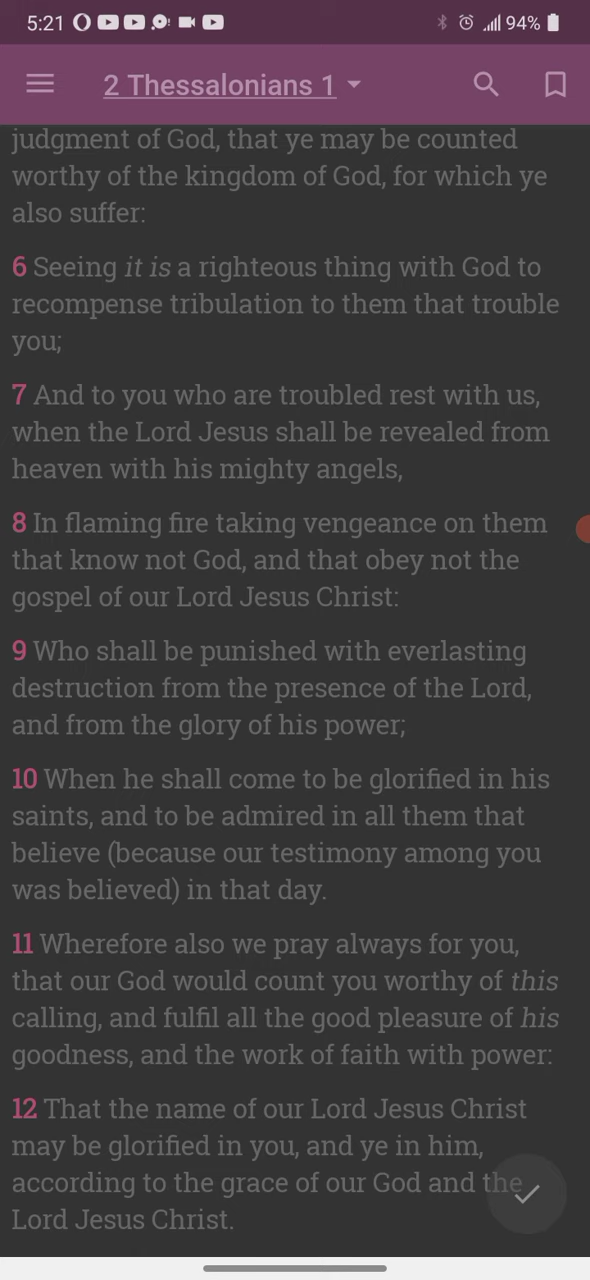 5:21 94%
2 Thessalonians 1
judgment of God, that ye may be counted
worthy of the kingdom of God, for which ye
also suffer:
6 Seeing it is a righteous thing with God to
recompense tribulation to them that trouble
you;
7 And to you who are troubled rest with us,
when the Lord Jesus shall be revealed from
heaven with his mighty angels,
8 In flaming fire taking vengeance on them
that know not God, and that obey not the
gospel of our Lord Jesus Christ:
9 Who shall be punished with everlasting
destruction from the presence of the Lord,
and from the glory of his power;
10 When he shall come to be glorified in his
saints, and to be admired in all them that
believe (because our testimony among you
was believed) in that day.
11 Wherefore also we pray always for you,
that our God would count you worthy of this
calling, and fulfil all the good pleasure of his
goodness, and the work of faith with power:
12 That the name of our Lord Jesus Christ
may be glorified in you, and ye in him,
according to the grace of our God and the
Lord Jesus Christ.